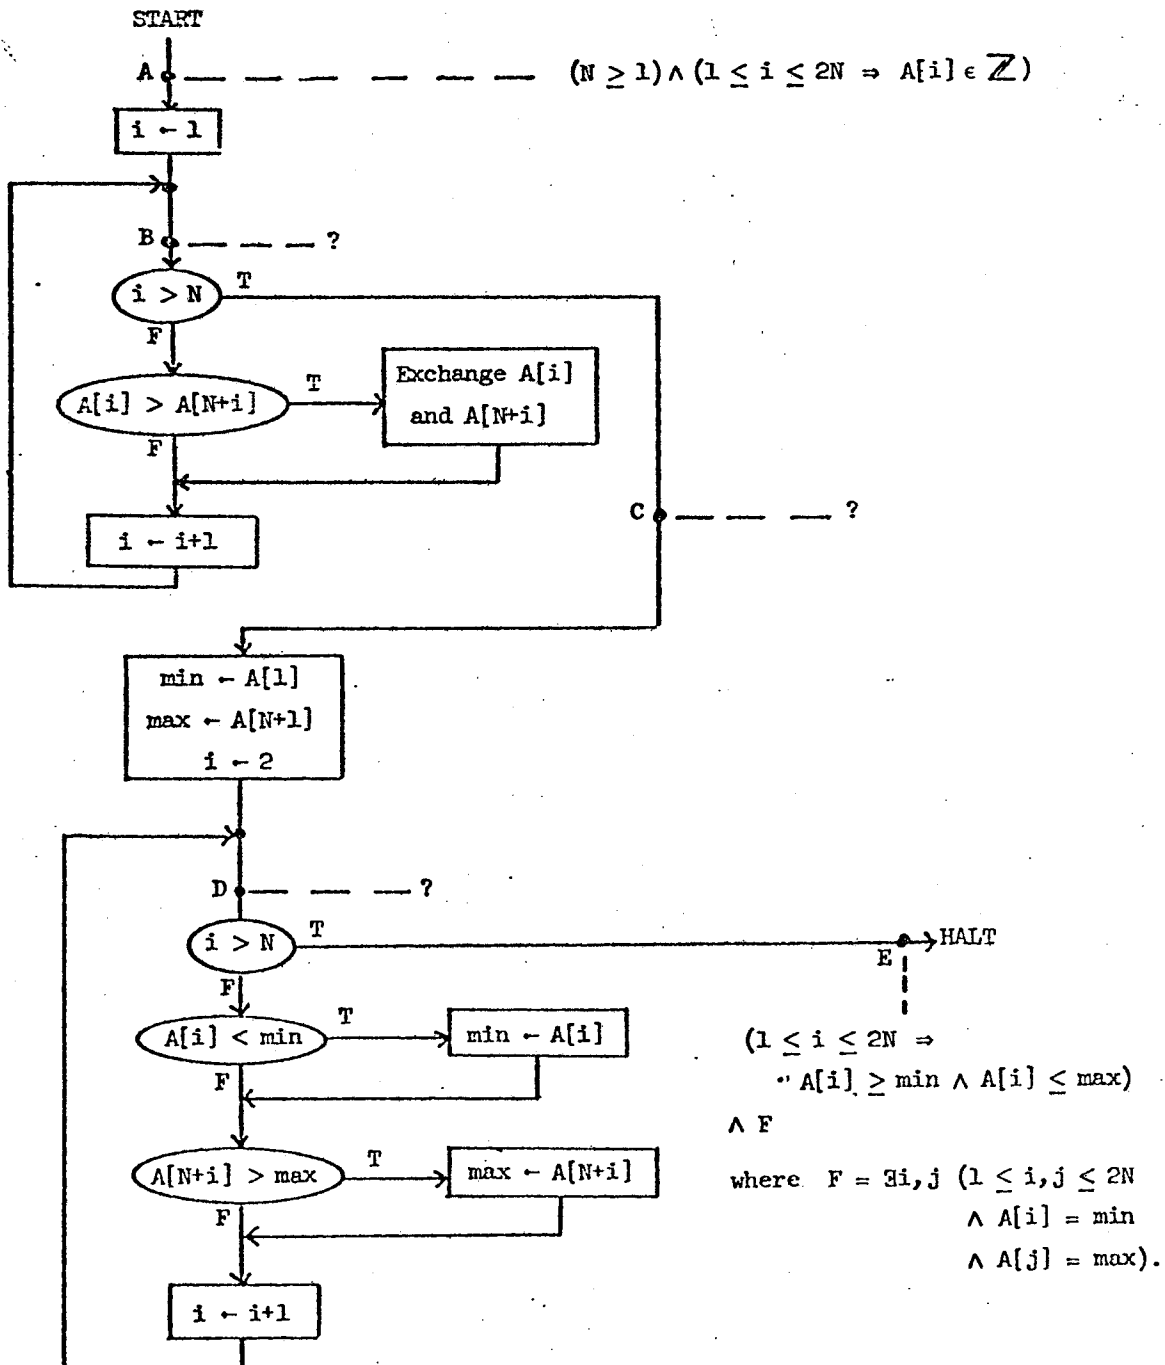 START
A (N ≥ 1) ∧ (1 ≤ i ≤ 2N ⇒ A[i] ∈ ℤ)
i ← 1
B ?
i > N T
F
A[i] > A[N+i] T
F
Exchange A[i]
and A[N+i]
i ← i+1
C ?
min ← A[1]
max ← A[N+1]
i ← 2
D ?
i > N T
F
E
HALT
A[i] < min T
F
min ← A[i]
A[N+i] > max T
F
max ← A[N+i]
i ← i+1
(1 ≤ i ≤ 2N ⇒
A[i] ≥ min ∧ A[i] ≤ max)
∧ F
where F = ∃i,j (1 ≤ i,j ≤ 2N
∧ A[i] = min
∧ A[j] = max).